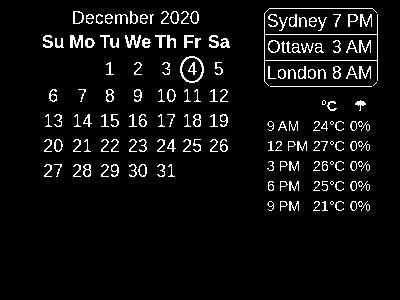 December 2020
Su Mo Tu We Th Fr Sa
1 2 3 4 5
6 7 8 9 10 11 12
13 14 15 16 17 18 19
20 21 22 23 24 25 26
27 28 29 30 31
Sydney 7 PM
Ottawa 3 AM
London 8 AM
°C
9 AM 24°C 0%
12 PM 27°C 0%
3 PM 26°C 0%
6 PM 25°C 0%
9 PM 21°C 0%